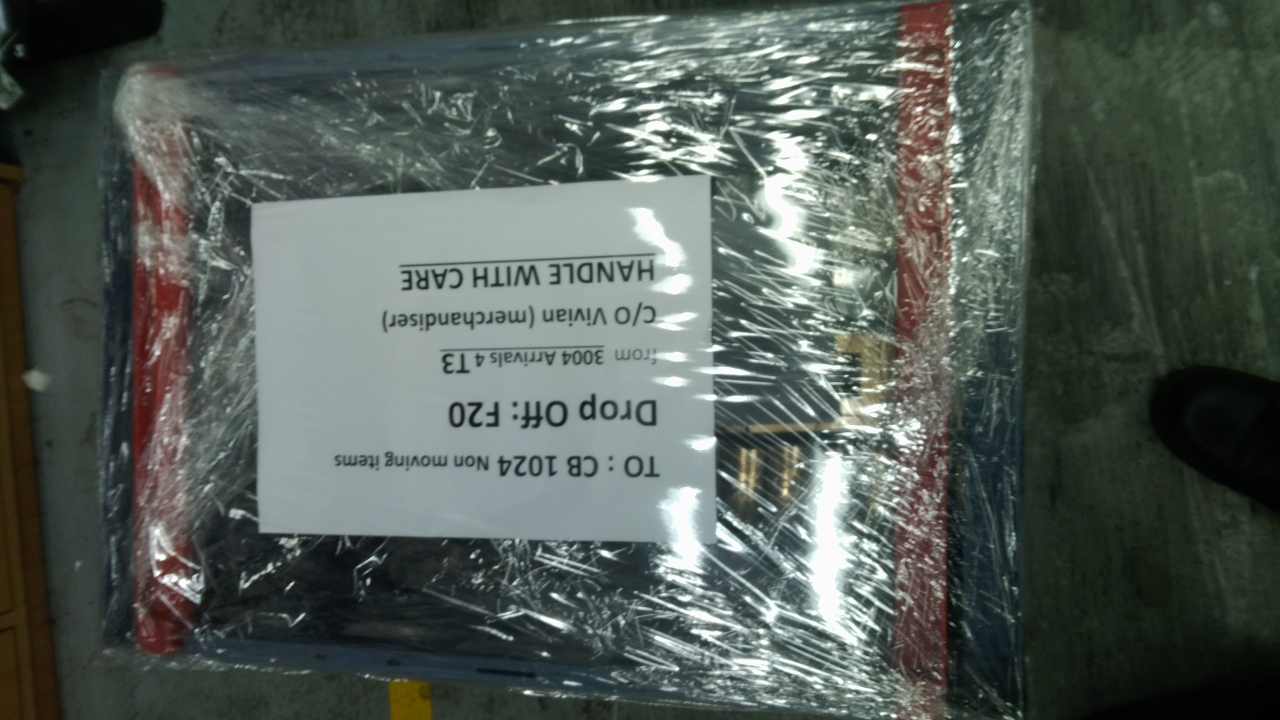 TO : CB 1024 Non moving items
Drop Off: F20
from 3004 Arrivals 4 T3
C/O Vivian (merchandiser)
HANDLE WITH CARE